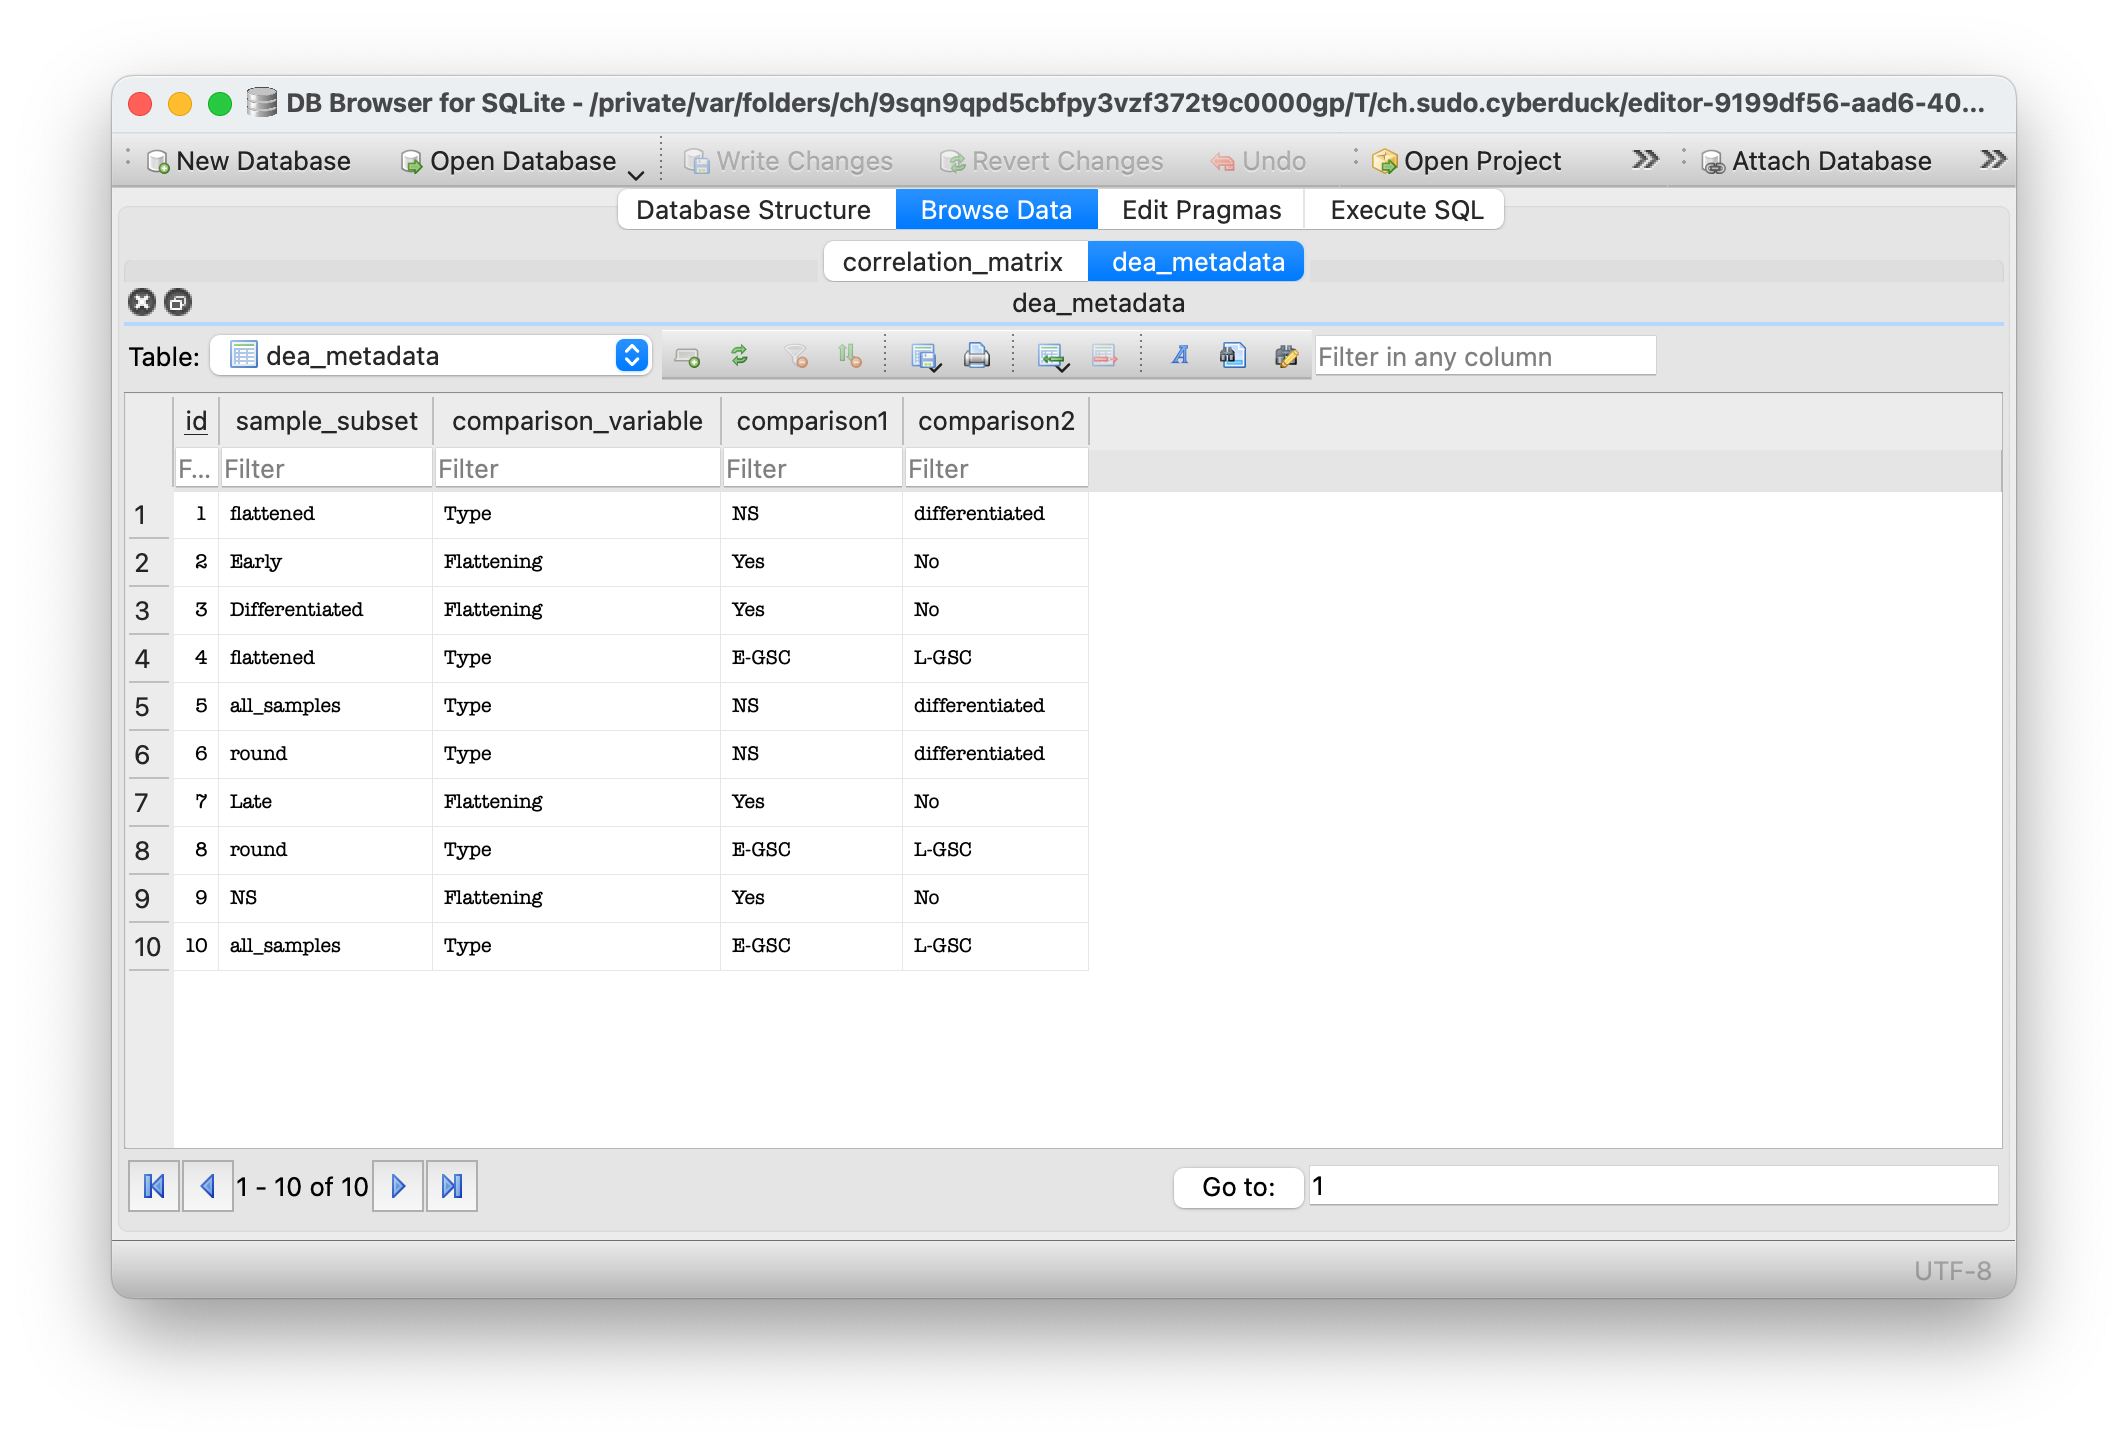 DB Browser for SQLite - /private/var/folders/ch/9sqn9qpd5cbfpy3vzf372t9c0000gp/T/ch.sudo.cyberduck/editor-9199df56-aad6-40...
New Database Open Database Write Changes Revert Changes Undo Open Project Attach Database
Database Structure Browse Data Edit Pragmas Execute SQL
correlation_matrix dea_metadata
dea_metadata
Table: dea_metadata Filter in any column
id sample_subset comparison_variable comparison1 comparison2
F... Filter Filter Filter Filter
1 1 flattened Type NS differentiated
2 2 Early Flattening Yes No
3 3 Differentiated Flattening Yes No
4 4 flattened Type E-GSC L-GSC
5 5 all_samples Type NS differentiated
6 6 round Type NS differentiated
7 7 Late Flattening Yes No
8 8 round Type E-GSC L-GSC
9 9 NS Flattening Yes No
10 10 all_samples Type E-GSC L-GSC
1 - 10 of 10 Go to: 1
UTF-8